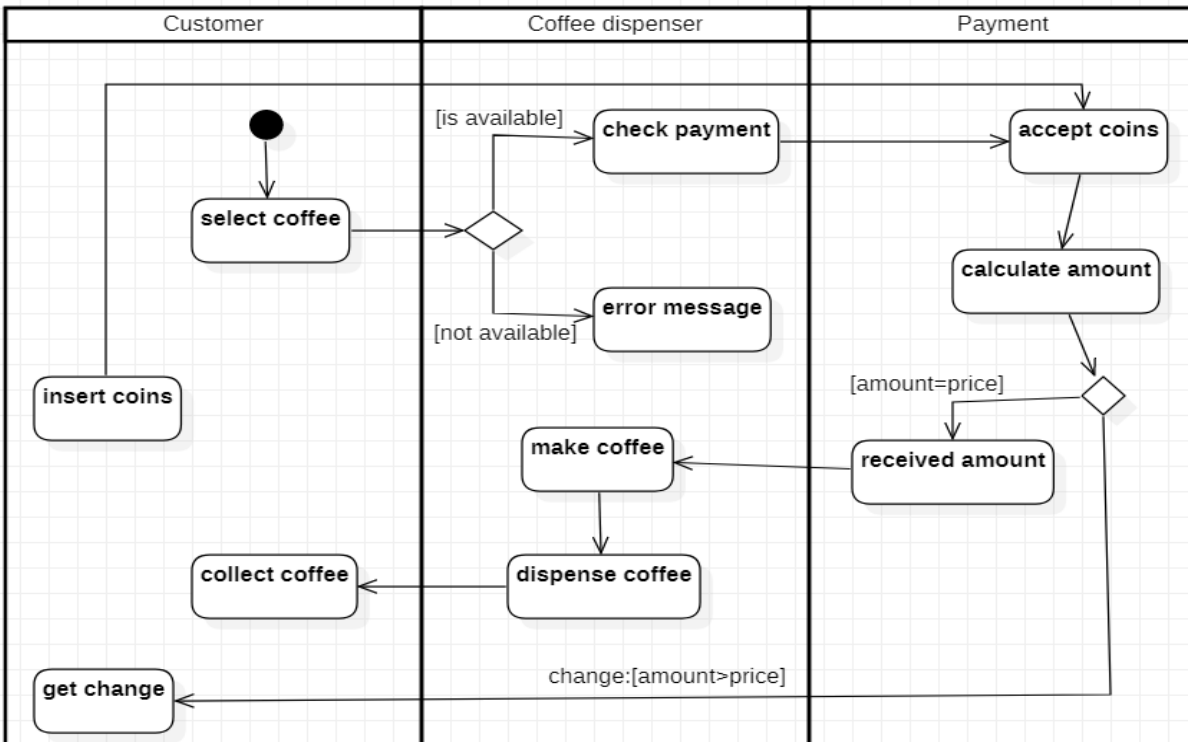 Customer
Coffee dispenser
Payment
[is available]
check payment
accept coins
select coffee
calculate amount
error message
[not available]
insert coins
[amount=price]
make coffee
received amount
collect coffee
dispense coffee
change:[amount>price]
get change